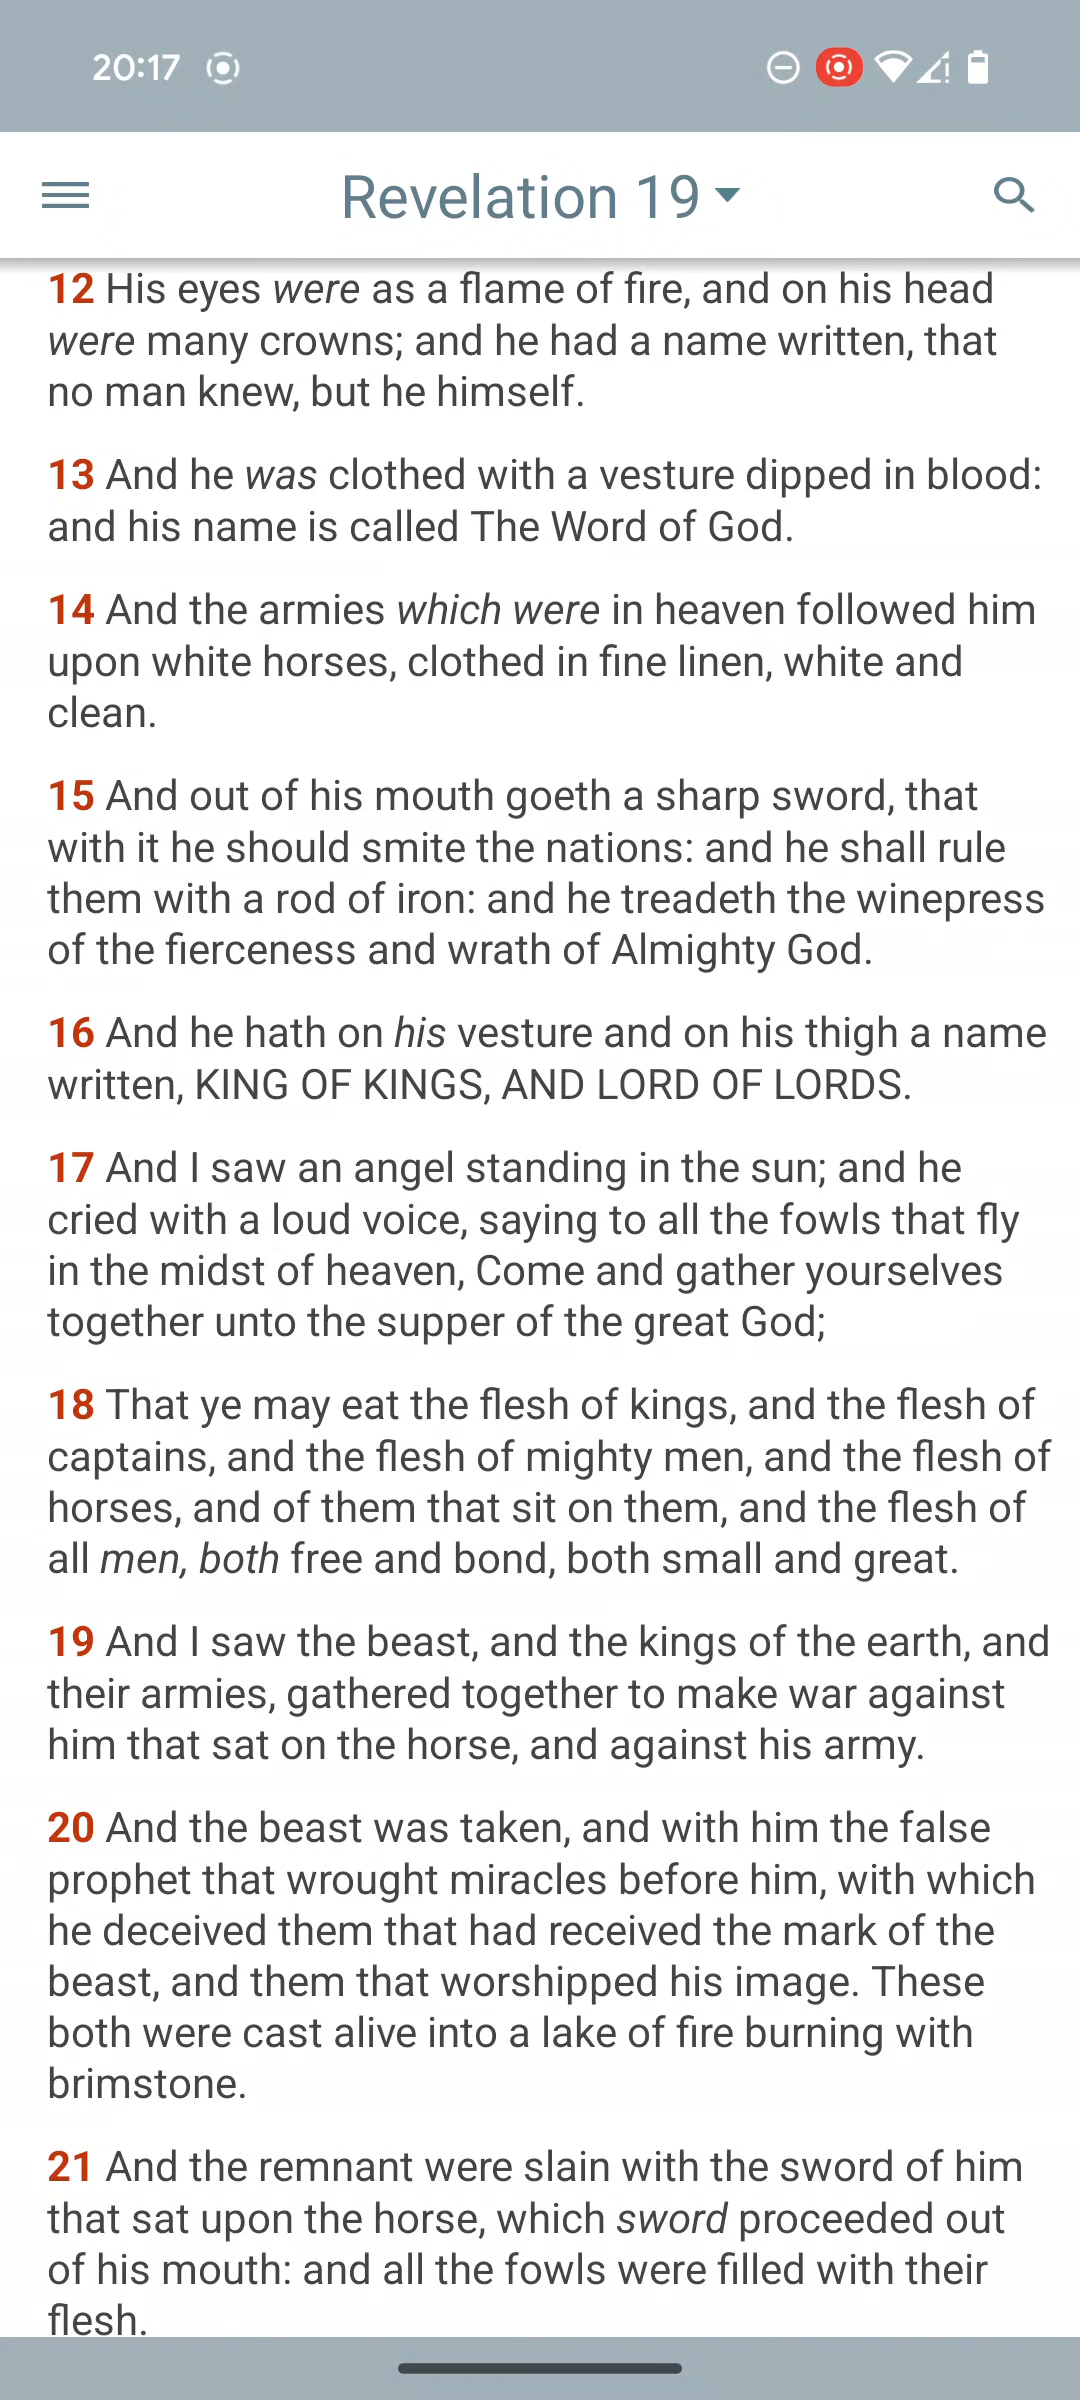 20:17
Revelation 19
12 His eyes were as a flame of fire, and on his head
were many crowns; and he had a name written, that
no man knew, but he himself.
13 And he was clothed with a vesture dipped in blood:
and his name is called The Word of God.
14 And the armies which were in heaven followed him
upon white horses, clothed in fine linen, white and
clean.
15 And out of his mouth goeth a sharp sword, that
with it he should smite the nations: and he shall rule
them with a rod of iron: and he treadeth the winepress
of the fierceness and wrath of Almighty God.
16 And he hath on his vesture and on his thigh a name
written, KING OF KINGS, AND LORD OF LORDS.
17 And I saw an angel standing in the sun; and he
cried with a loud voice, saying to all the fowls that fly
in the midst of heaven, Come and gather yourselves
together unto the supper of the great God;
18 That ye may eat the flesh of kings, and the flesh of
captains, and the flesh of mighty men, and the flesh of
horses, and of them that sit on them, and the flesh of
all men, both free and bond, both small and great.
19 And I saw the beast, and the kings of the earth, and
their armies, gathered together to make war against
him that sat on the horse, and against his army.
20 And the beast was taken, and with him the false
prophet that wrought miracles before him, with which
he deceived them that had received the mark of the
beast, and them that worshipped his image. These
both were cast alive into a lake of fire burning with
brimstone.
21 And the remnant were slain with the sword of him
that sat upon the horse, which sword proceeded out
of his mouth: and all the fowls were filled with their
flesh.